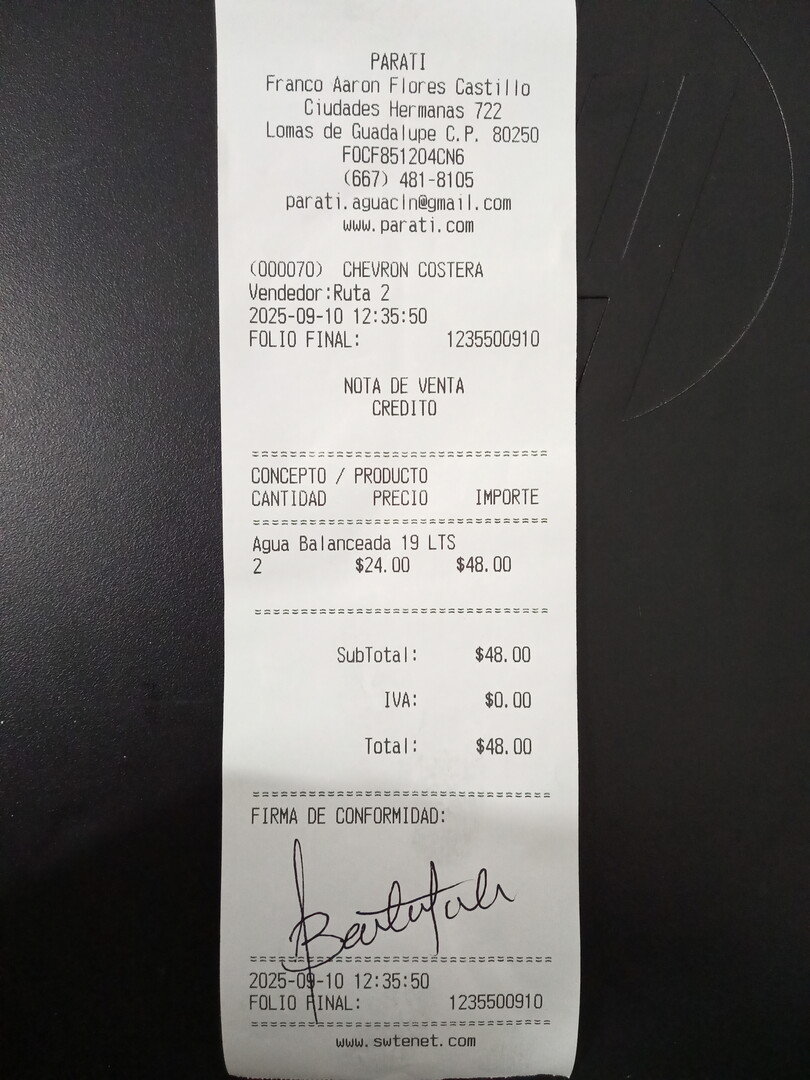 PARATI
Franco Aaron Flores Castillo
Ciudades Hermanas 722
Lomas de Guadalupe C.P. 80250
FOCF851204CN6
(667) 481-8105
parati.aguacln@gmail.com
www.parati.com
(000070) CHEVRON COSTERA
Vendedor:Ruta 2
2025-09-10 12:35:50
FOLIO FINAL: 1235500910
NOTA DE VENTA
CREDITO
================================
CONCEPTO / PRODUCTO
CANTIDAD PRECIO IMPORTE
================================
Agua Balanceada 19 LTS
2 $24.00 $48.00
================================
SubTotal: $48.00
IVA: $0.00
Total: $48.00
================================
FIRMA DE CONFORMIDAD:
================================
2025-09-10 12:35:50
FOLIO FINAL: 1235500910
================================
www.swtenet.com